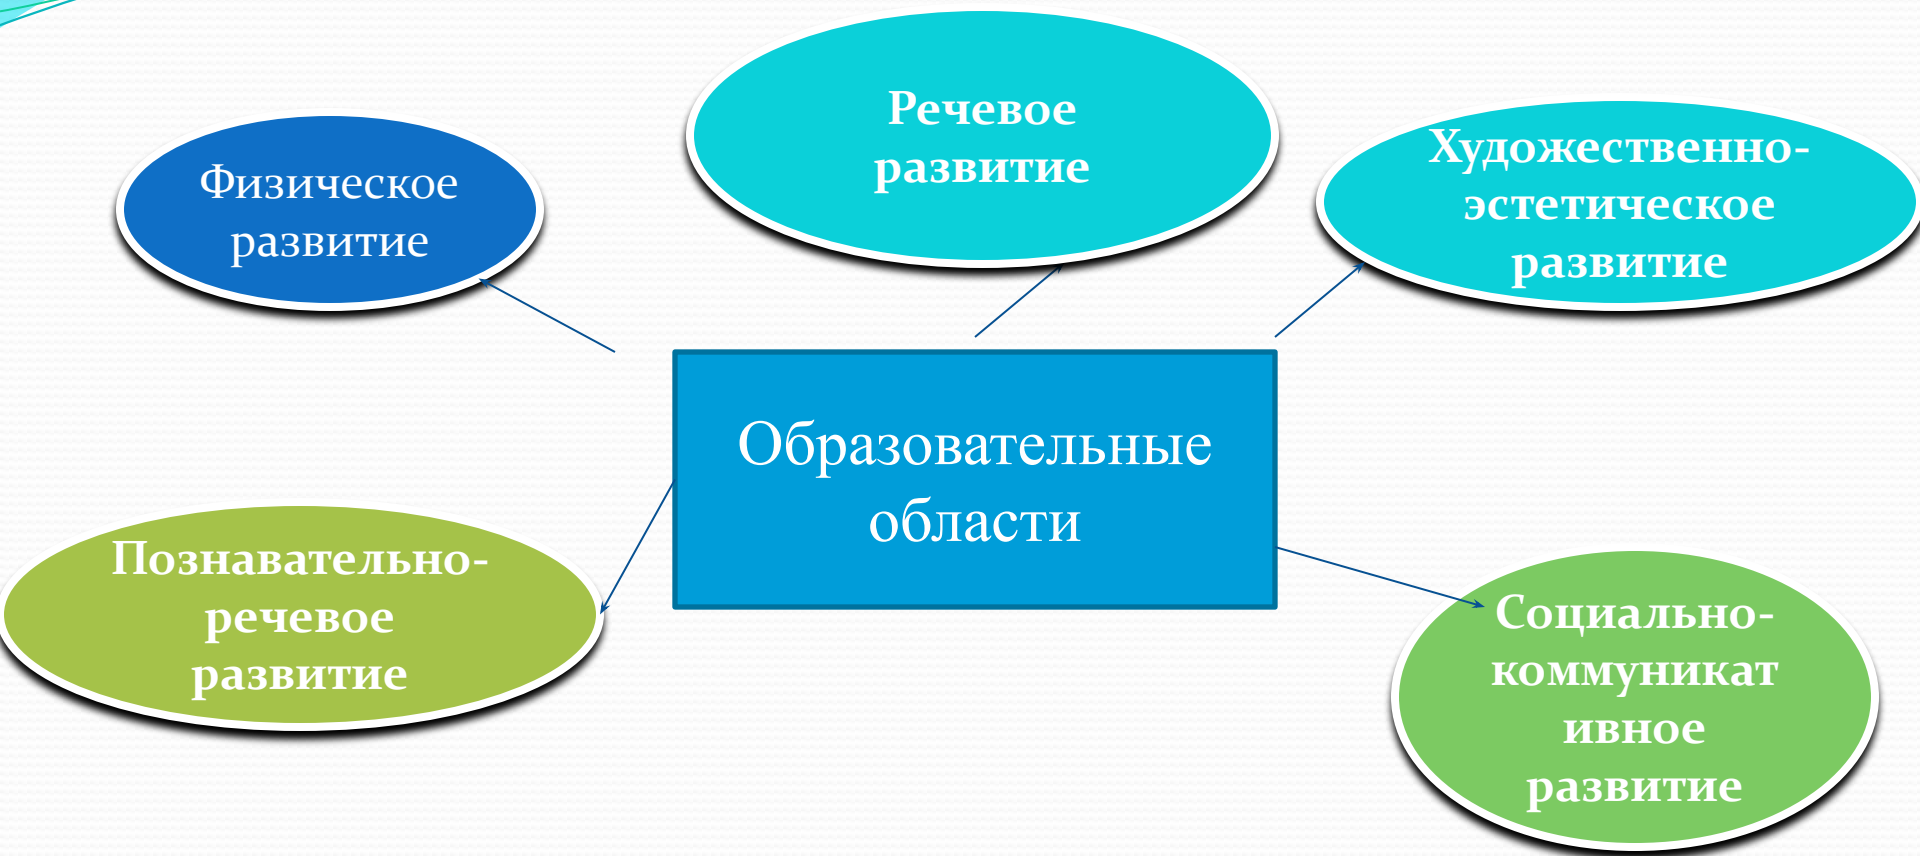 Речевое
развитие
Физическое
развитие
Художественно-
эстетическое
развитие
Образовательные
области
Познавательно-
речевое
развитие
Социально-
коммуникат
ивное
развитие